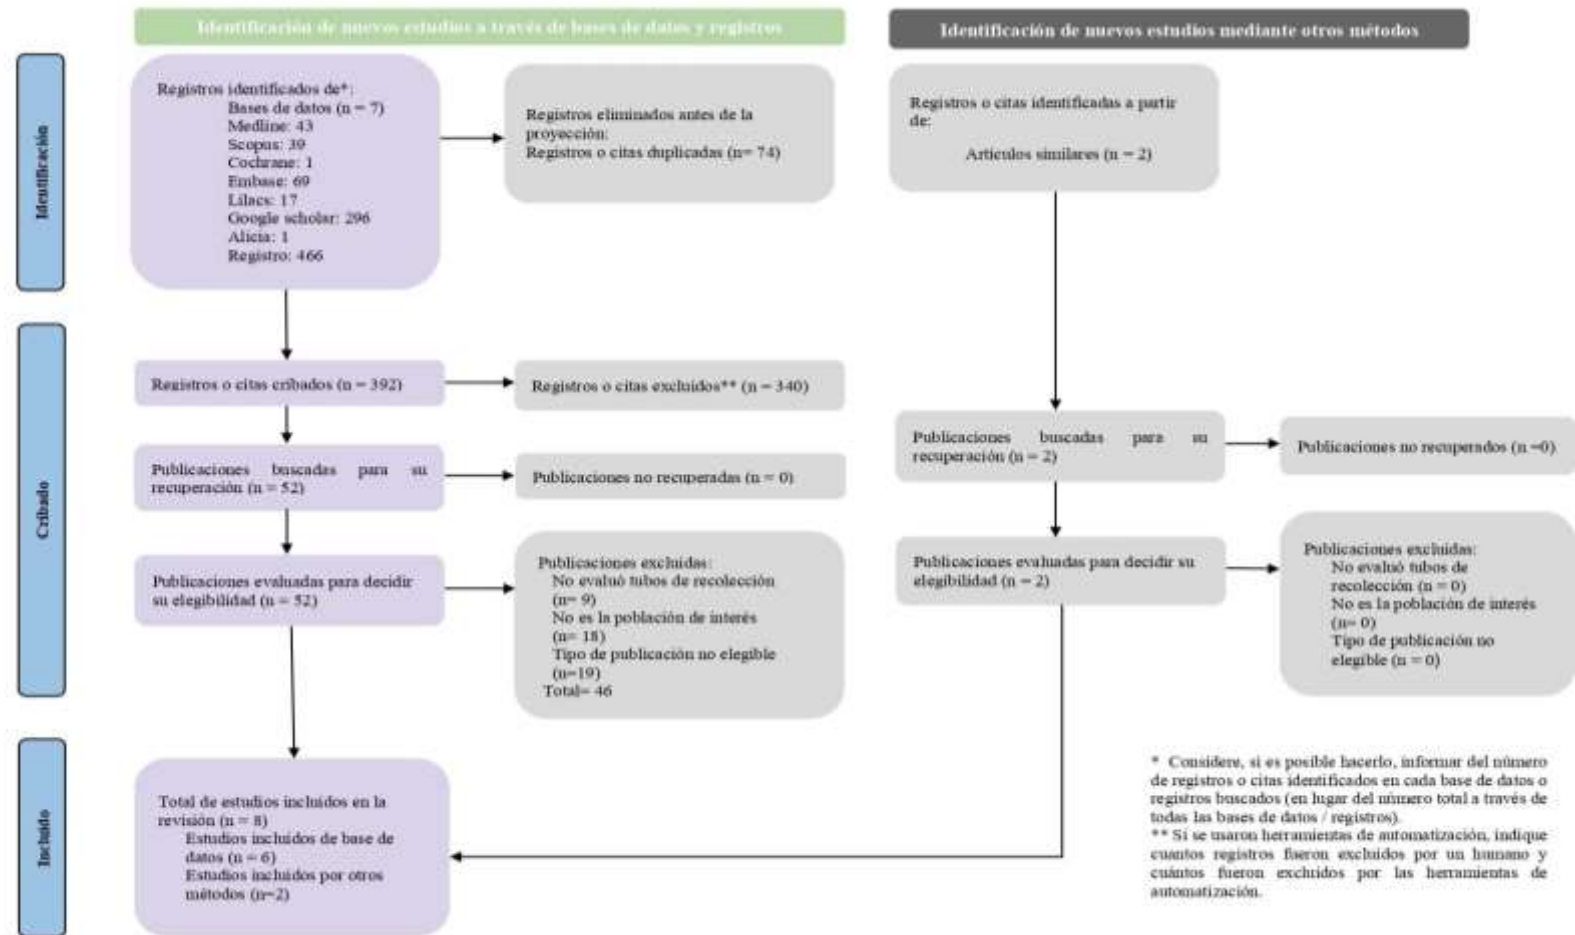 Identificación de nuevos estudios a través de bases de datos y registros
Identificación de nuevos estudios mediante otros métodos
Identificación
Registros identificados de*:
Bases de datos (n = 7)
Medline: 43
Scopus: 39
Cochrane: 1
Embase: 69
Lilacs: 17
Google scholar: 296
Alicia: 1
Registro: 466
Registros eliminados antes de la
proyección:
Registros o citas duplicadas (n= 74)
Registros o citas identificadas a partir
de:
Artículos similares (n = 2)
Cribado
Registros o citas cribados (n = 392)
Registros o citas excluidos** (n = 340)
Publicaciones buscadas para su
recuperación (n = 52)
Publicaciones no recuperadas (n = 0)
Publicaciones buscadas para su
recuperación (n = 2)
Publicaciones no recuperados (n =0)
Publicaciones evaluadas para decidir
su elegibilidad (n = 52)
Publicaciones excluidas:
No evaluó tubos de recolección
(n= 9)
No es la población de interés
(n= 18)
Tipo de publicación no elegible
(n=19)
Total= 46
Publicaciones evaluadas para decidir su
elegibilidad (n = 2)
Publicaciones excluidas:
No evaluó tubos de
recolección (n = 0)
No es la población de interés
(n= 0)
Tipo de publicación no
elegible (n = 0)
Incluido
Total de estudios incluidos en la
revisión (n = 8)
Estudios incluidos de base de
datos (n = 6)
Estudios incluidos por otros
métodos (n=2)
* Considere, si es posible hacerlo, informar del número
de registros o citas identificados en cada base de datos o
registros buscados (en lugar del número total a través de
todas las bases de datos / registros).
** Si se usaron herramientas de automatización, indique
cuantos registros fueron excluidos por un humano y
cuántos fueron excluidos por las herramientas de
automatización.